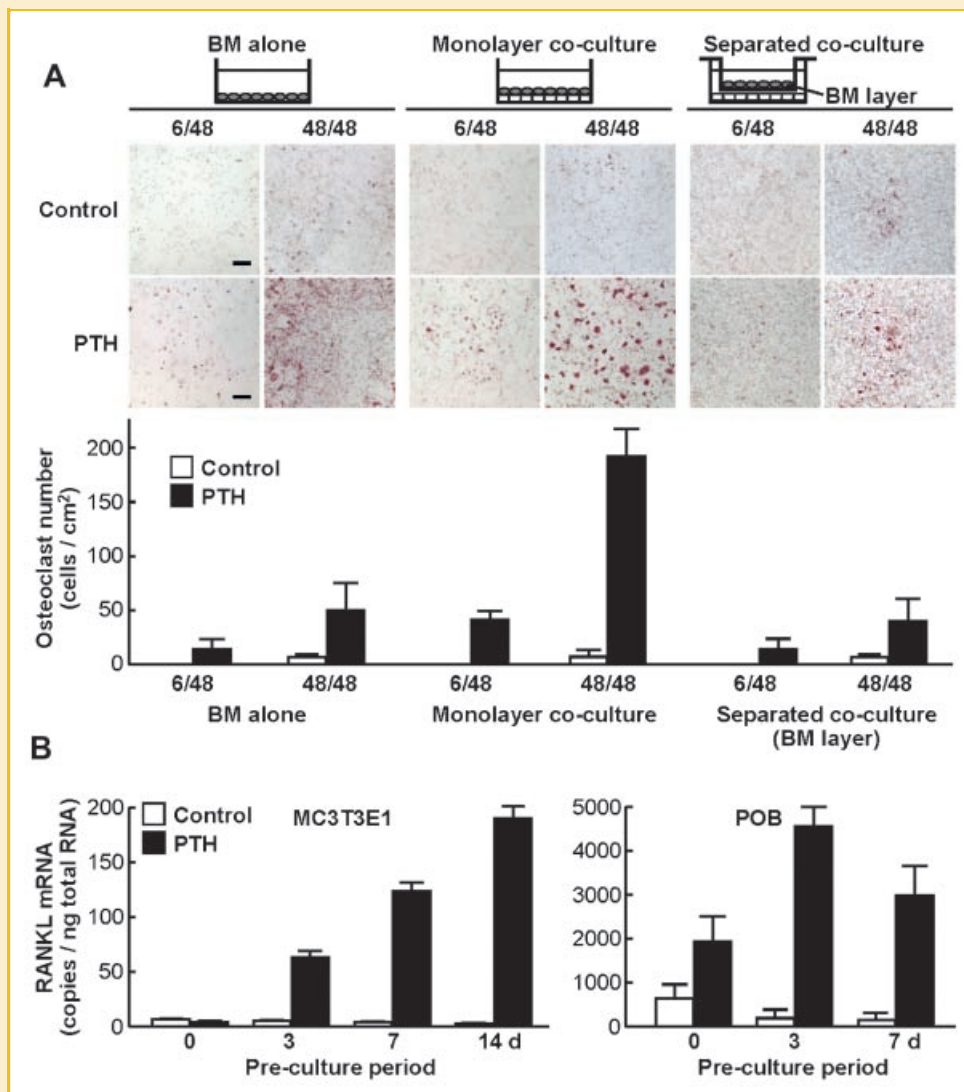 BM alone
Monolayer co-culture
Separated co-culture
A
BM layer
6/48 48/48 6/48 48/48 6/48 48/48
Control
PTH
Osteoclast number
(cells / cm²)
200
150
100
50
0
Control
PTH
6/48 48/48 6/48 48/48 6/48 48/48
BM alone
Monolayer co-culture
Separated co-culture
(BM layer)
B
RANKL mRNA
(copies / ng total RNA)
200
150
100
50
0
Control
PTH
MC3T3E1
0 3 7 14 d
Pre-culture period
5000
4000
3000
2000
1000
0
POB
0 3 7 d
Pre-culture period